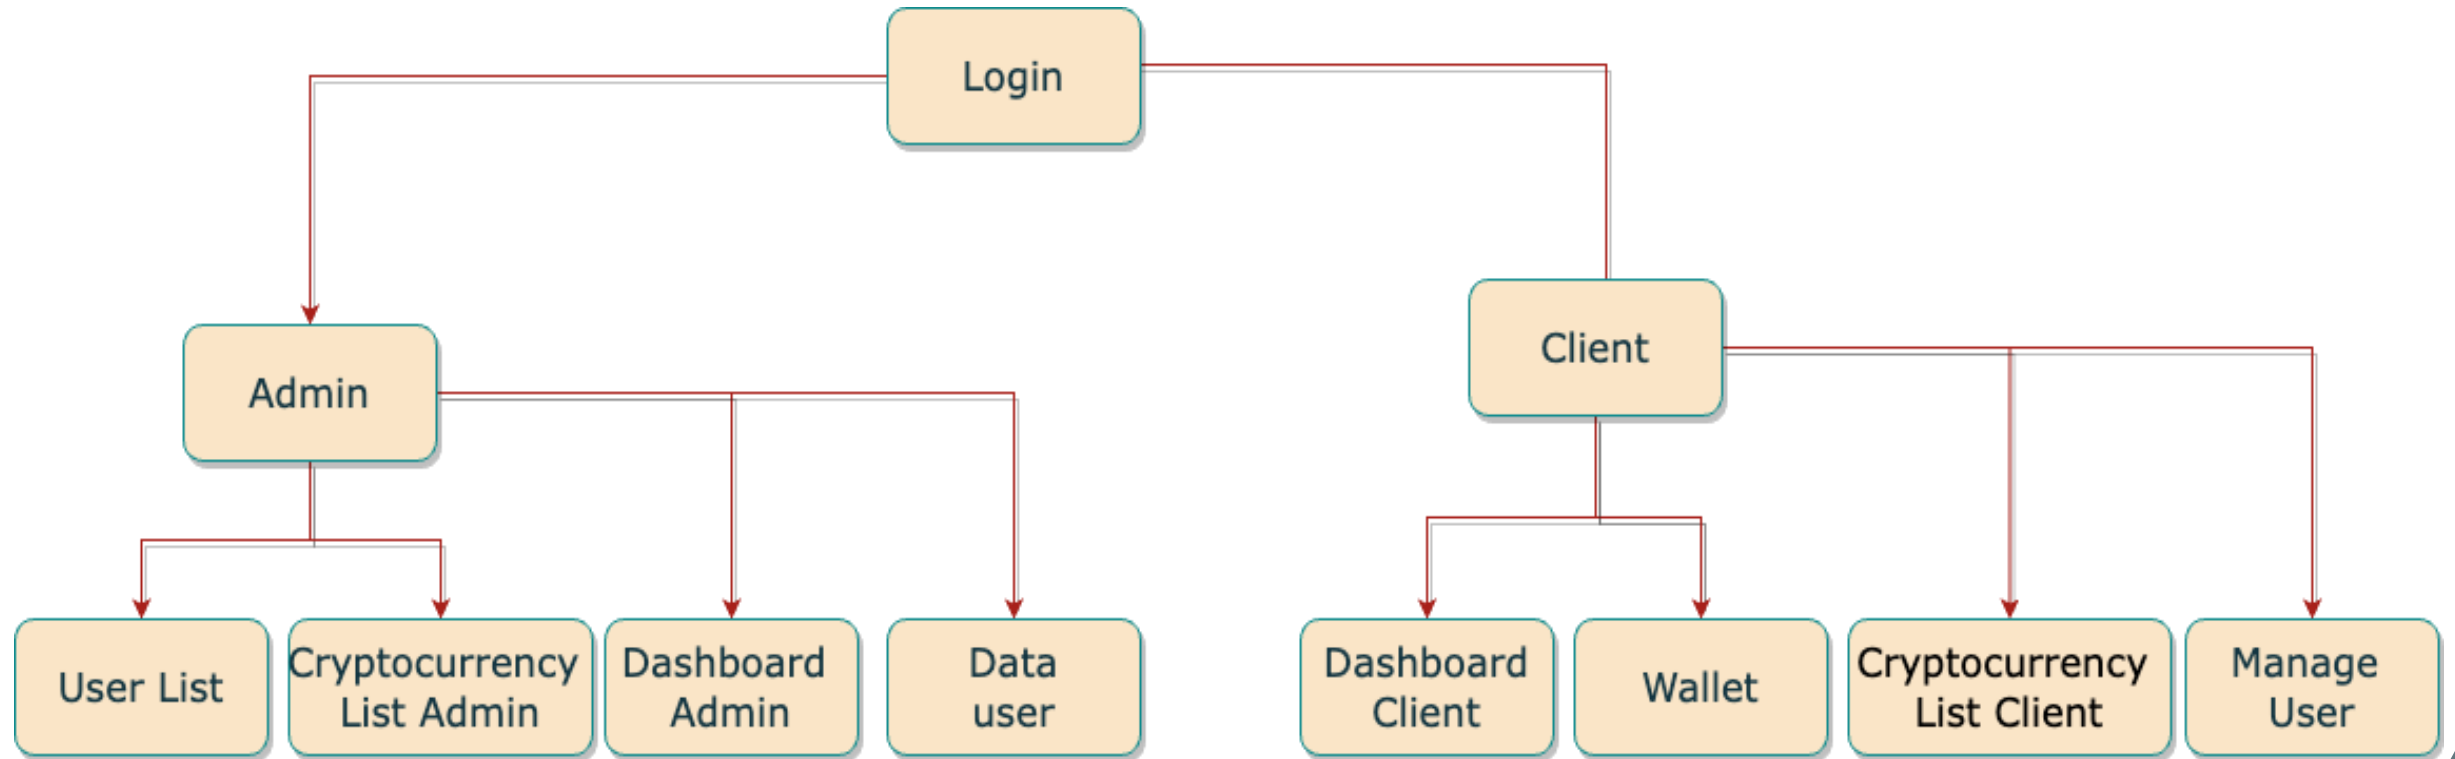 Login
Admin
Client
User List
Cryptocurrency
List Admin
Dashboard
Admin
Data
user
Dashboard
Client
Wallet
Cryptocurrency
List Client
Manage
User